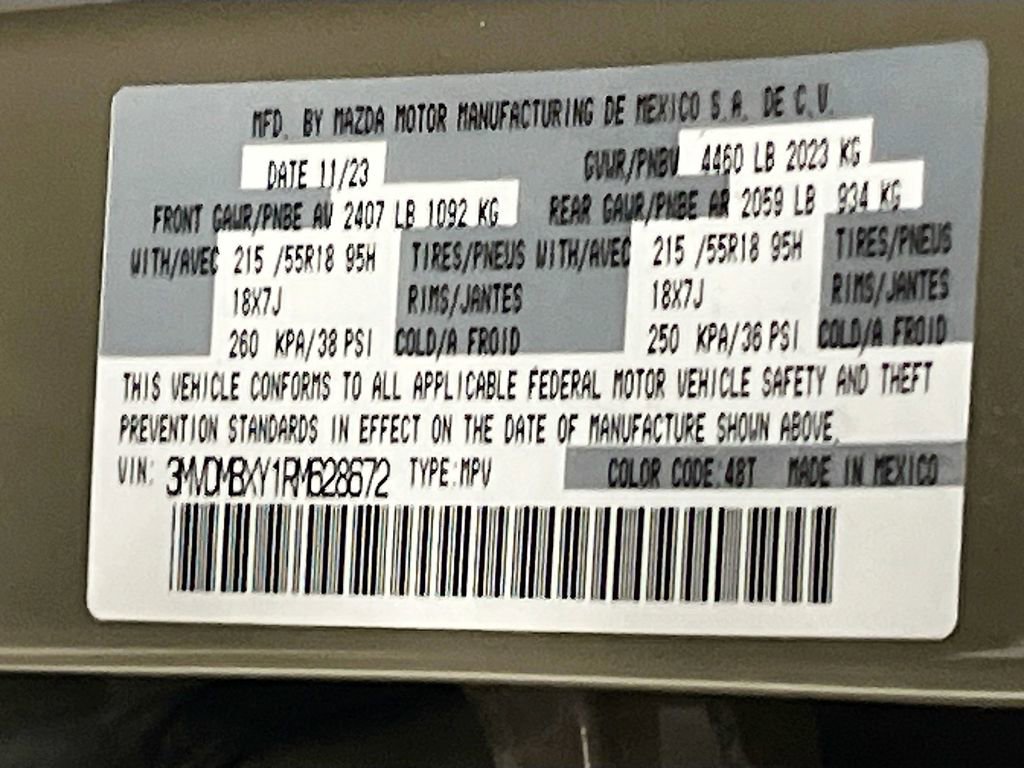 MFD. BY MAZDA MOTOR MANUFACTURING DE MEXICO S.A. DE C.V.
DATE 11/23 GVWR/PNBV 4460 LB 2023 KG
FRONT GAWR/PNBE AV 2407 LB 1092 KG REAR GAWR/PNBE AR 2059 LB 934 KG
WITH/AVEC 215 /55R18 95H TIRES/PNEUS WITH/AVEC 215 /55R18 95H TIRES/PNEUS
18X7J RIMS/JANTES 18X7J RIMS/JANTES
260 KPA/38 PSI COLD/A FROID 250 KPA/36 PSI COLD/A FROID
THIS VEHICLE CONFORMS TO ALL APPLICABLE FEDERAL MOTOR VEHICLE SAFETY AND THEFT
PREVENTION STANDARDS IN EFFECT ON THE DATE OF MANUFACTURE SHOWN ABOVE.
VIN: 3MVDMBXY1RM628672 TYPE:MPV COLOR CODE:48T MADE IN MEXICO